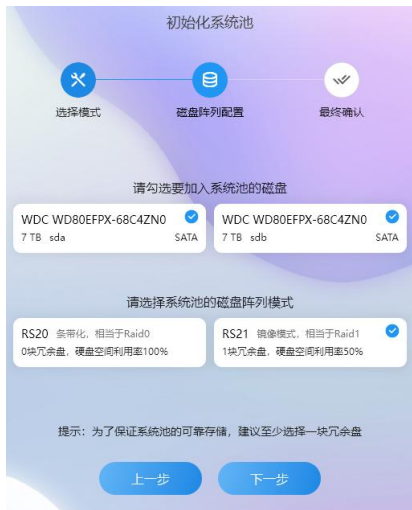 初始化系统池
选择模式 磁盘阵列配置 最终确认
请勾选要加入系统池的磁盘
WDC WD80EFPX-68C4ZN0 WDC WD80EFPX-68C4ZN0
7 TB sda SATA 7 TB sdb SATA
请选择系统池的磁盘阵列模式
RS20 条带化，相当于Raid0 RS21 镜像模式，相当于Raid1
0块冗余盘，硬盘空间利用率100% 1块冗余盘，硬盘空间利用率50%
提示：为了保证系统池的可靠存储，建议至少选择一块冗余盘
上一步 下一步